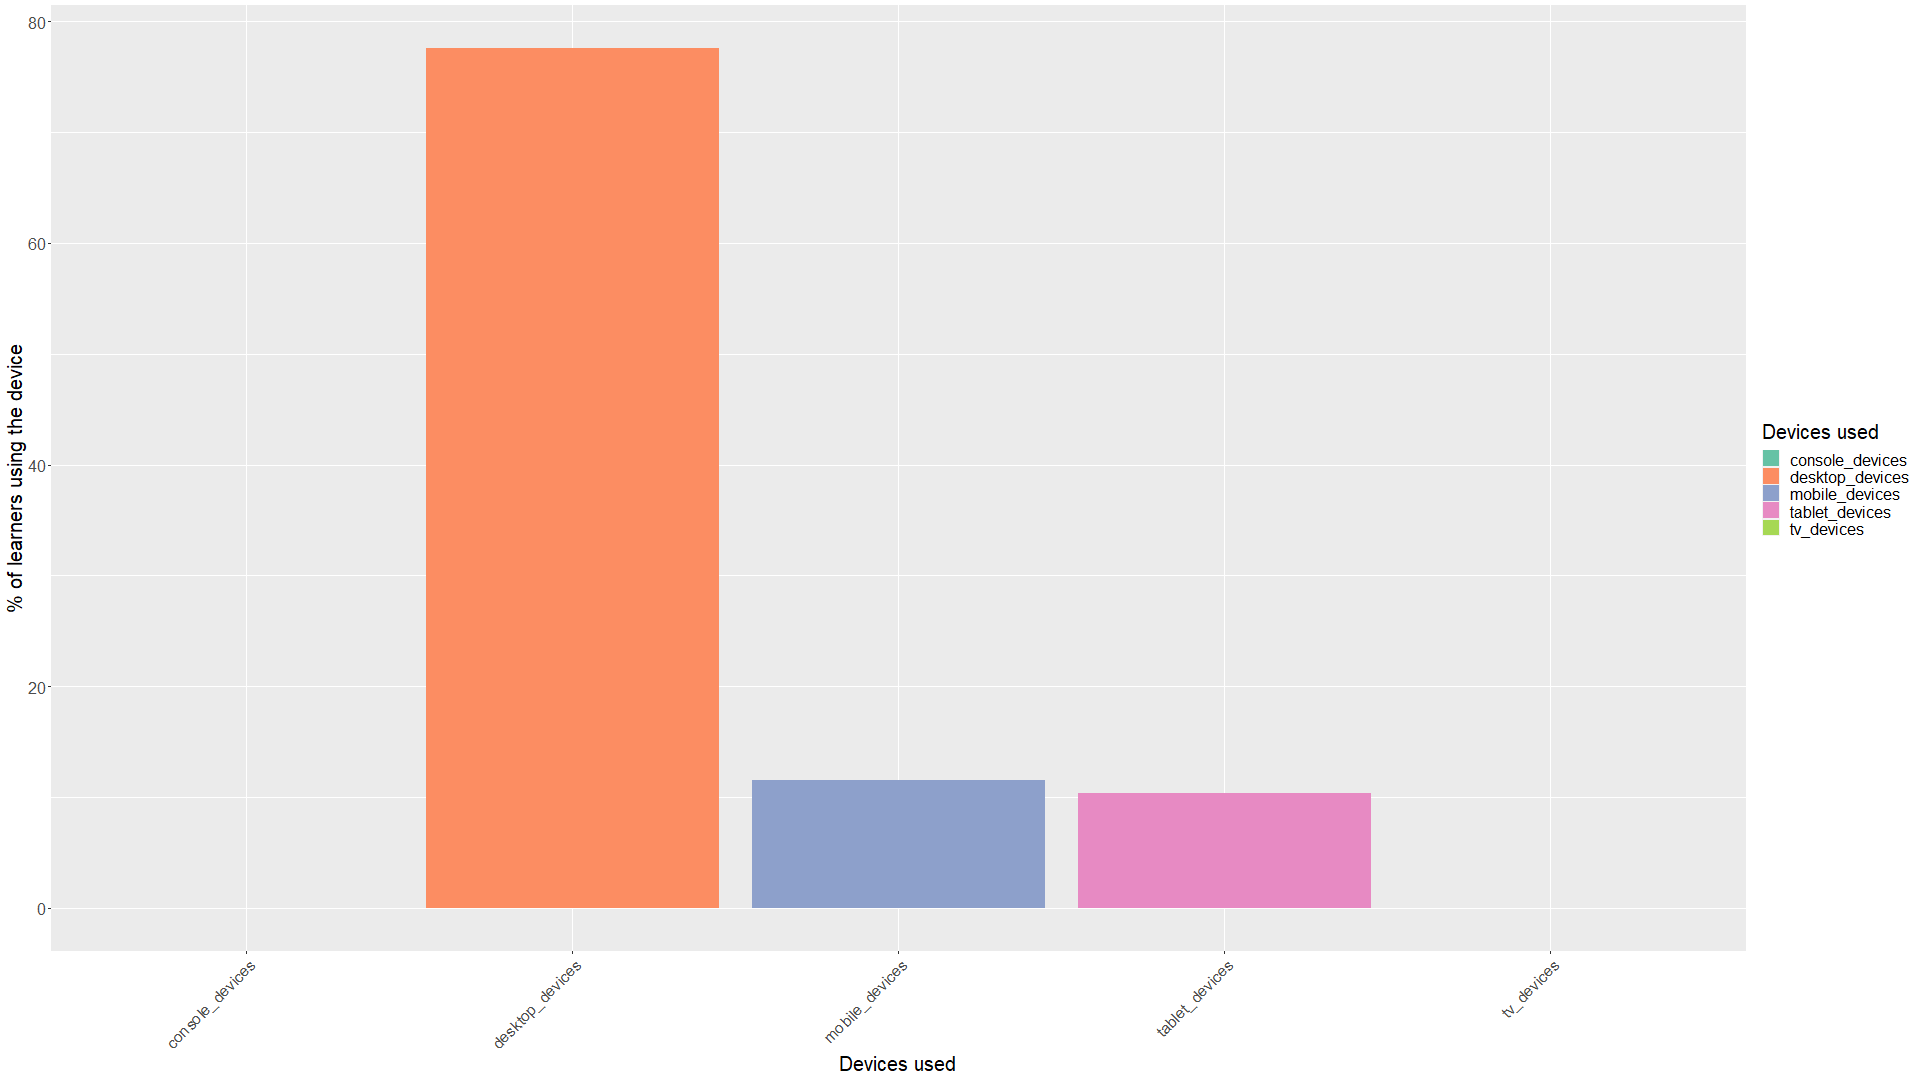 % of learners using the device
80
60
40
20
0
console_devices
desktop_devices
mobile_devices
tablet_devices
tv_devices
Devices used
Devices used
console_devices
desktop_devices
mobile_devices
tablet_devices
tv_devices